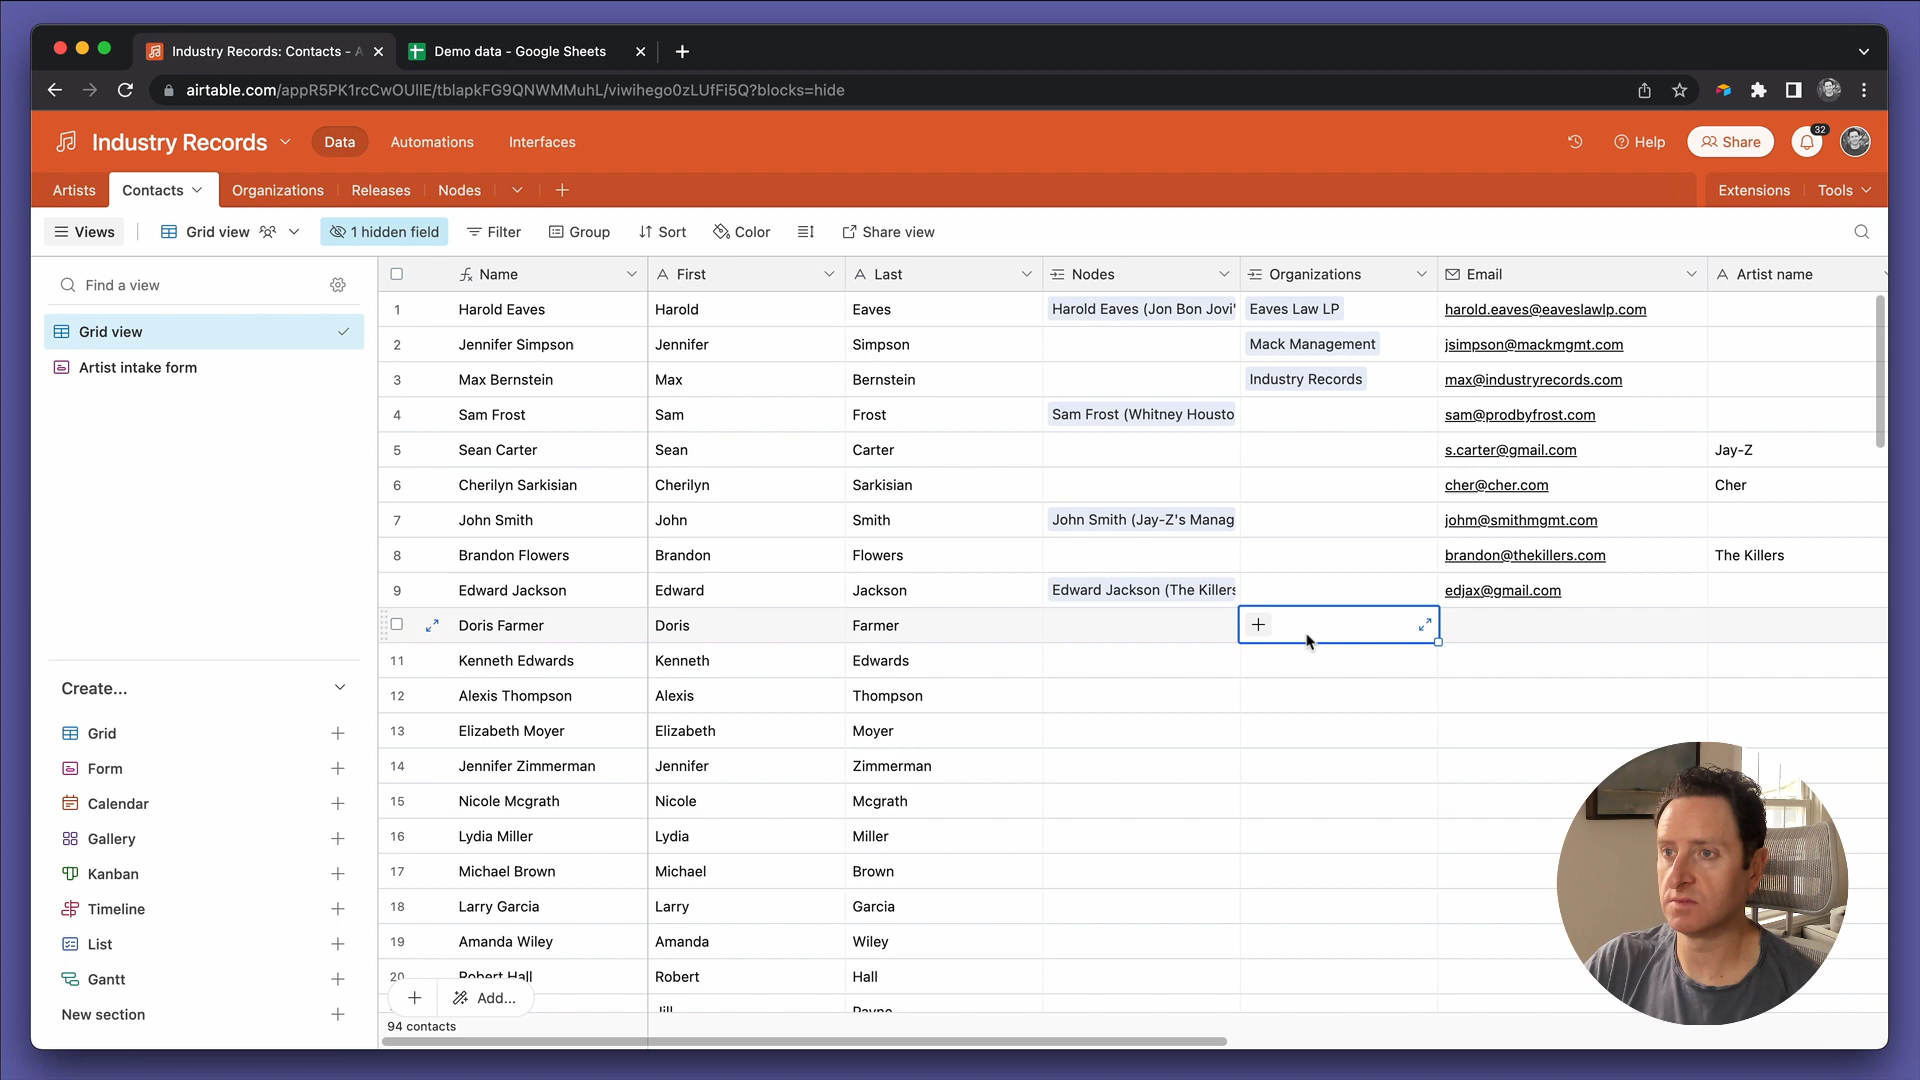 Industry Records: Contacts - A
Demo data - Google Sheets
airtable.com/appR5PK1rcCwOUIlE/tblapkFG9QNWMMuhL/viwihego0zLUfFi5Q?blocks=hide
Industry Records
Data
Automations
Interfaces
Help
Share
32
Artists
Contacts
Organizations
Releases
Nodes
Extensions
Tools
Views
Grid view
1 hidden field
Filter
Group
Sort
Color
Share view
Find a view
Grid view
Artist intake form
Create...
Grid
Form
Calendar
Gallery
Kanban
Timeline
List
Gantt
New section
Name First Last Nodes Organizations Email Artist name
1 Harold Eaves Harold Eaves Harold Eaves (Jon Bon Jovi' Eaves Law LP harold.eaves@eaveslawlp.com
2 Jennifer Simpson Jennifer Simpson Mack Management jsimpson@mackmgmt.com
3 Max Bernstein Max Bernstein Industry Records max@industryrecords.com
4 Sam Frost Sam Frost Sam Frost (Whitney Housto sam@prodbyfrost.com
5 Sean Carter Sean Carter s.carter@gmail.com Jay-Z
6 Cherilyn Sarkisian Cherilyn Sarkisian cher@cher.com Cher
7 John Smith John Smith John Smith (Jay-Z's Manag johm@smithmgmt.com
8 Brandon Flowers Brandon Flowers brandon@thekillers.com The Killers
9 Edward Jackson Edward Jackson Edward Jackson (The Killers edjax@gmail.com
Doris Farmer Doris Farmer
11 Kenneth Edwards Kenneth Edwards
12 Alexis Thompson Alexis Thompson
13 Elizabeth Moyer Elizabeth Moyer
14 Jennifer Zimmerman Jennifer Zimmerman
15 Nicole Mcgrath Nicole Mcgrath
16 Lydia Miller Lydia Miller
17 Michael Brown Michael Brown
18 Larry Garcia Larry Garcia
19 Amanda Wiley Amanda Wiley
20 Robert Hall Robert Hall
Jill Payne
Add...
94 contacts